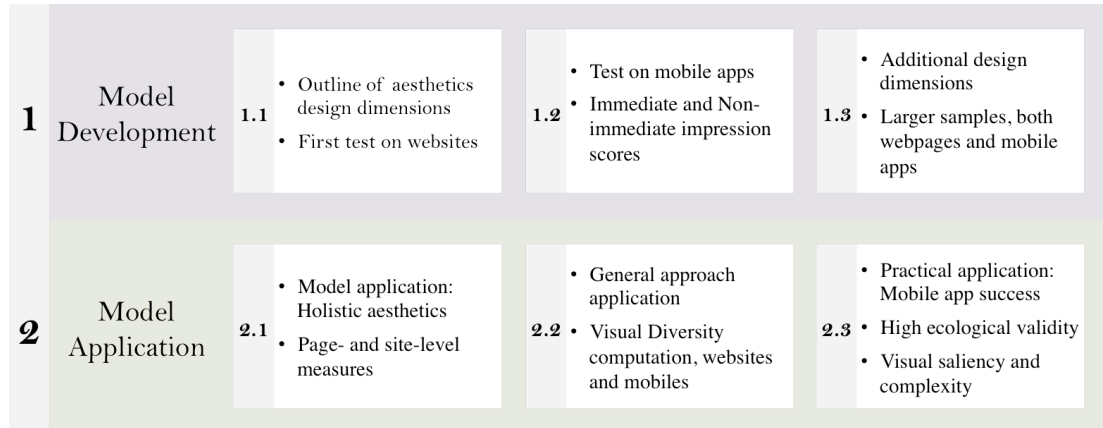 1
Model
Development
1.1
• Outline of aesthetics
design dimensions
• First test on websites
1.2
• Test on mobile apps
• Immediate and Non-
immediate impression
scores
1.3
• Additional design
dimensions
• Larger samples, both
webpages and mobile
apps
2
Model
Application
2.1
• Model application:
Holistic aesthetics
• Page- and site-level
measures
2.2
• General approach
application
• Visual Diversity
computation, websites
and mobiles
2.3
• Practical application:
Mobile app success
• High ecological validity
• Visual saliency and
complexity